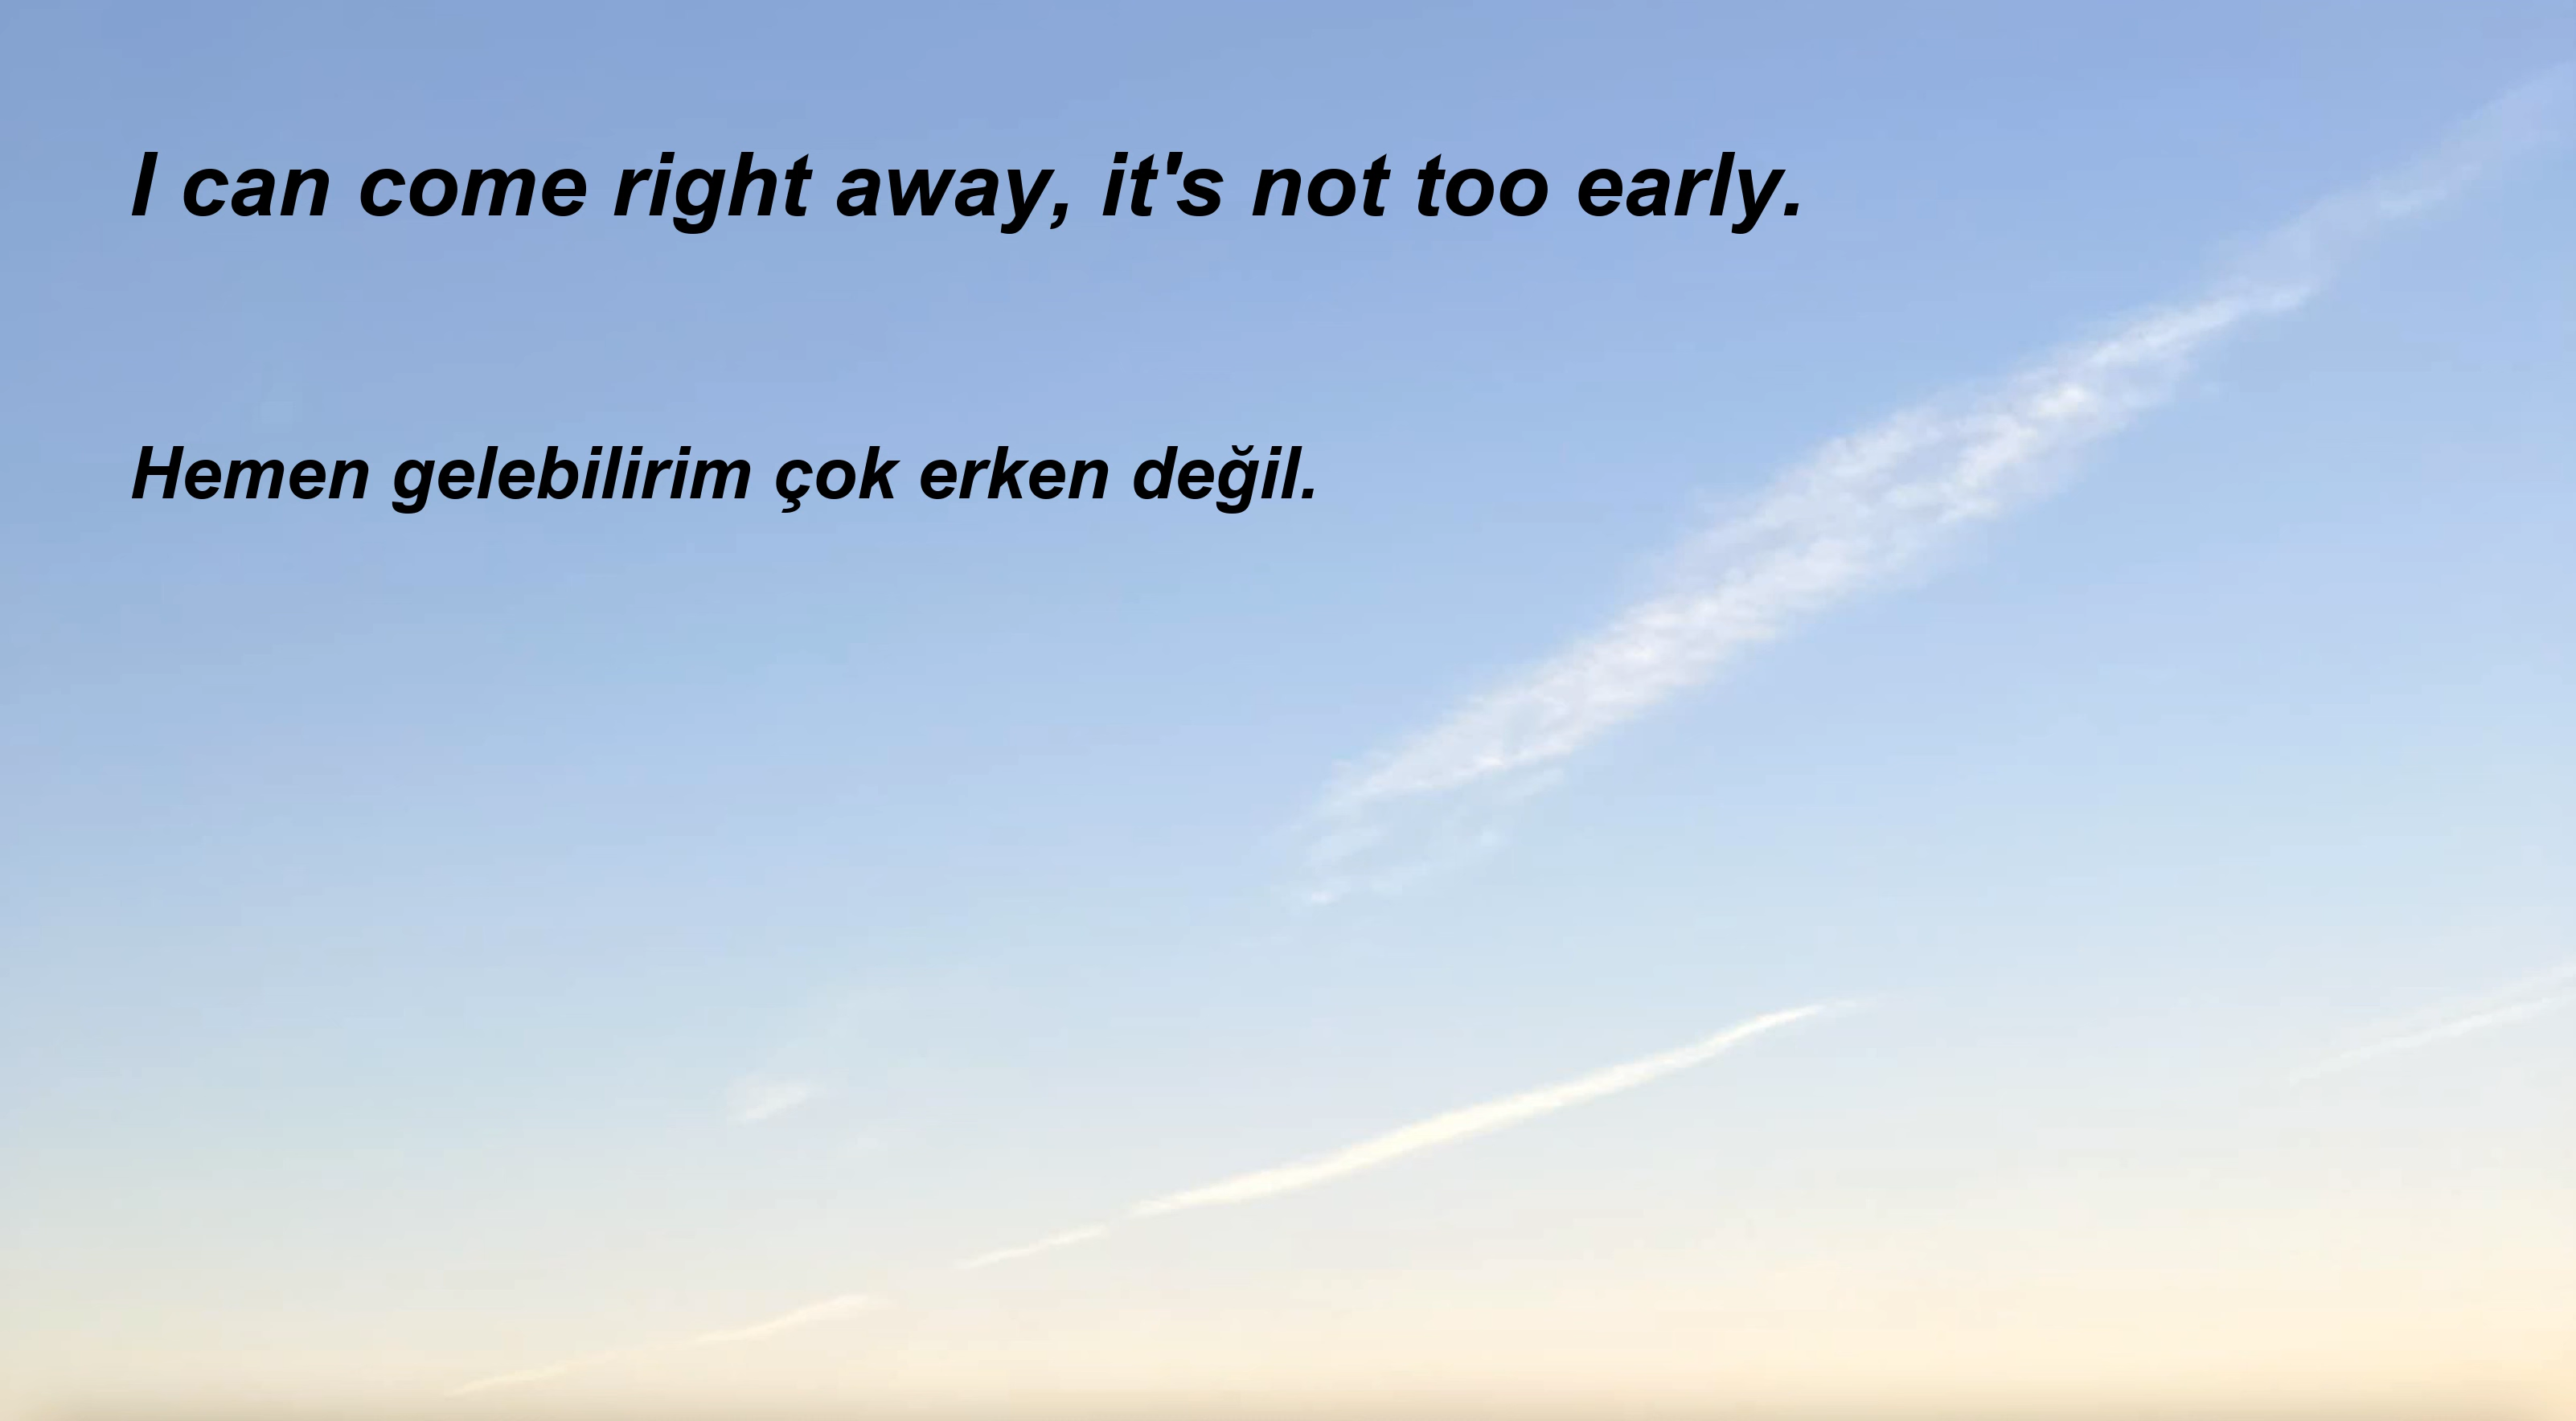 I can come right away, it's not too early.
Hemen gelebilirim çok erken değil.